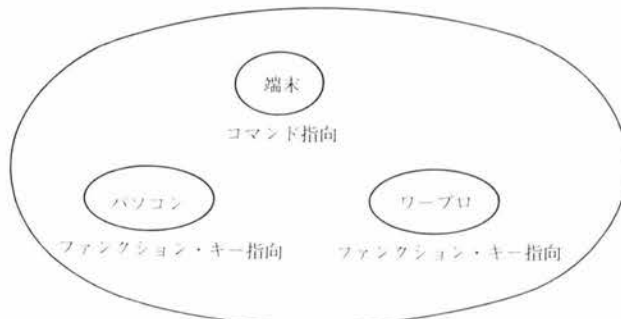 端末
コマンド指向
パソコン
ワープロ
ファンクション・キー指向
ファンクション・キー指向